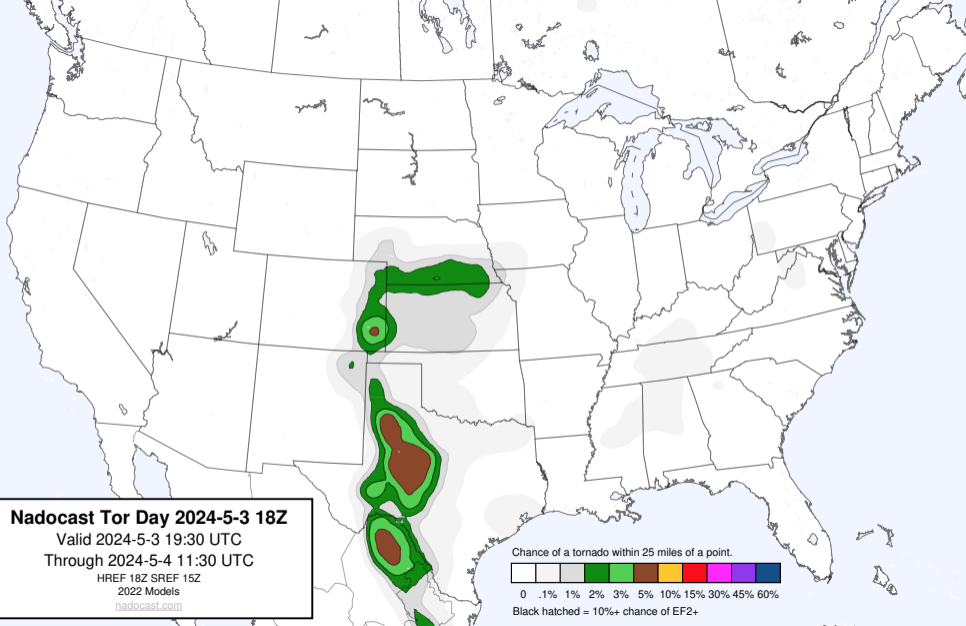 Nadocast Tor Day 2024-5-3 18Z
Valid 2024-5-3 19:30 UTC
Through 2024-5-4 11:30 UTC
HREF 18Z SREF 15Z
2022 Models
nadocast.com
Chance of a tornado within 25 miles of a point.
0 .1% 1% 2% 3% 5% 10% 15% 30% 45% 60%
Black hatched = 10%+ chance of EF2+